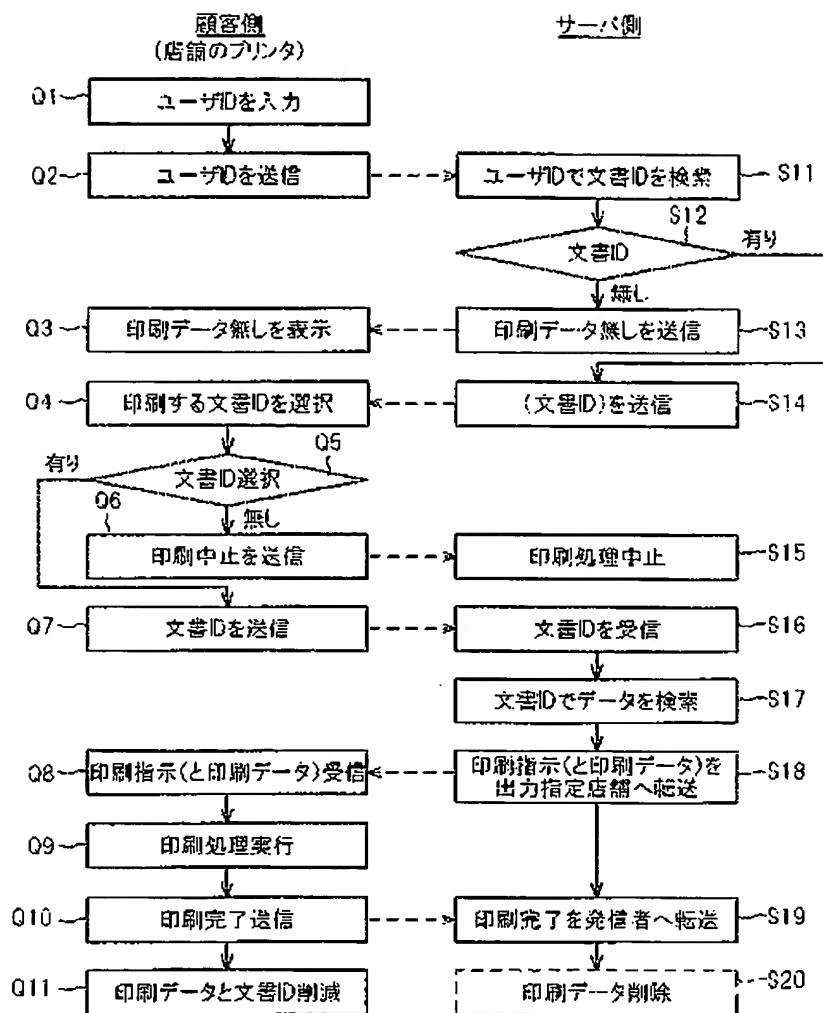 顧客側
(店舗のプリンタ)
サーバ側
Q1
ユーザIDを入力
Q2
ユーザIDを送信
ユーザIDで文書IDを検索
S11
S12
文書ID
有り
無し
Q3
印刷データ無しを表示
印刷データ無しを送信
S13
Q4
印刷する文書IDを選択
(文書ID)を送信
S14
Q5
有り
文書ID選択
Q6
無し
印刷中止を送信
印刷処理中止
S15
Q7
文書IDを送信
文書IDを受信
S16
文書IDでデータを検索
S17
Q8
印刷指示(と印刷データ)受信
印刷指示(と印刷データ)を
出力指定店舗へ転送
S18
Q9
印刷処理実行
Q10
印刷完了送信
印刷完了を発信者へ転送
S19
Q11
印刷データと文書ID削減
印刷データ削除
S20